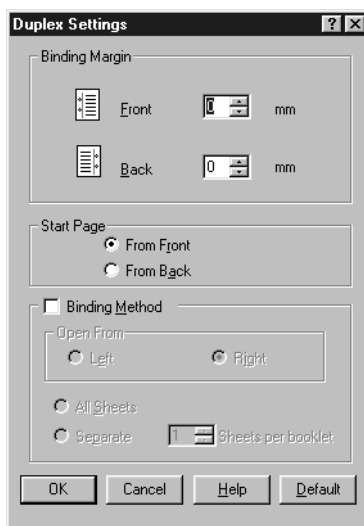 Duplex Settings
Binding Margin
Front 0 mm
Back 0 mm
Start Page
From Front
From Back
Binding Method
Open From
Left Right
All Sheets
Separate 1 Sheets per booklet
OK Cancel Help Default